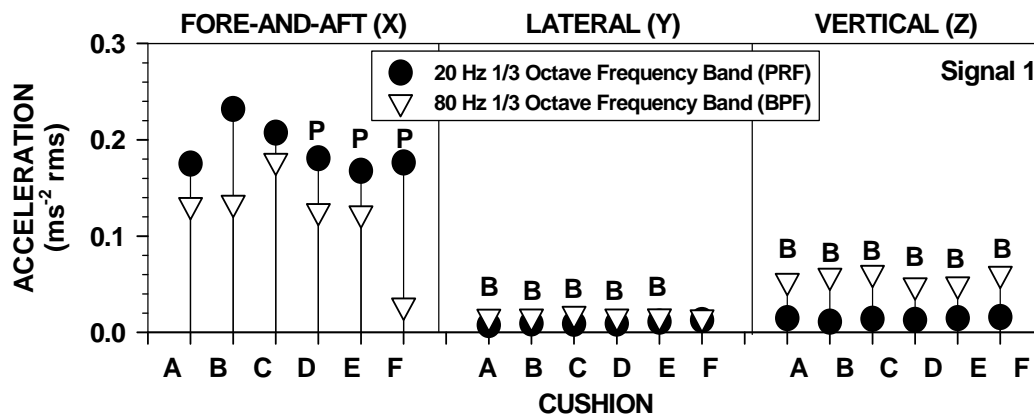 FORE-AND-AFT (X) LATERAL (Y) VERTICAL (Z)
0.3
20 Hz 1/3 Octave Frequency Band (PRF)
80 Hz 1/3 Octave Frequency Band (BPF)
Signal 1
0.2
0.1
0.0
ACCELERATION
(ms-2 rms)
P P P
B B B B B
B B B B B B
A B C D E F A B C D E F A B C D E F
CUSHION